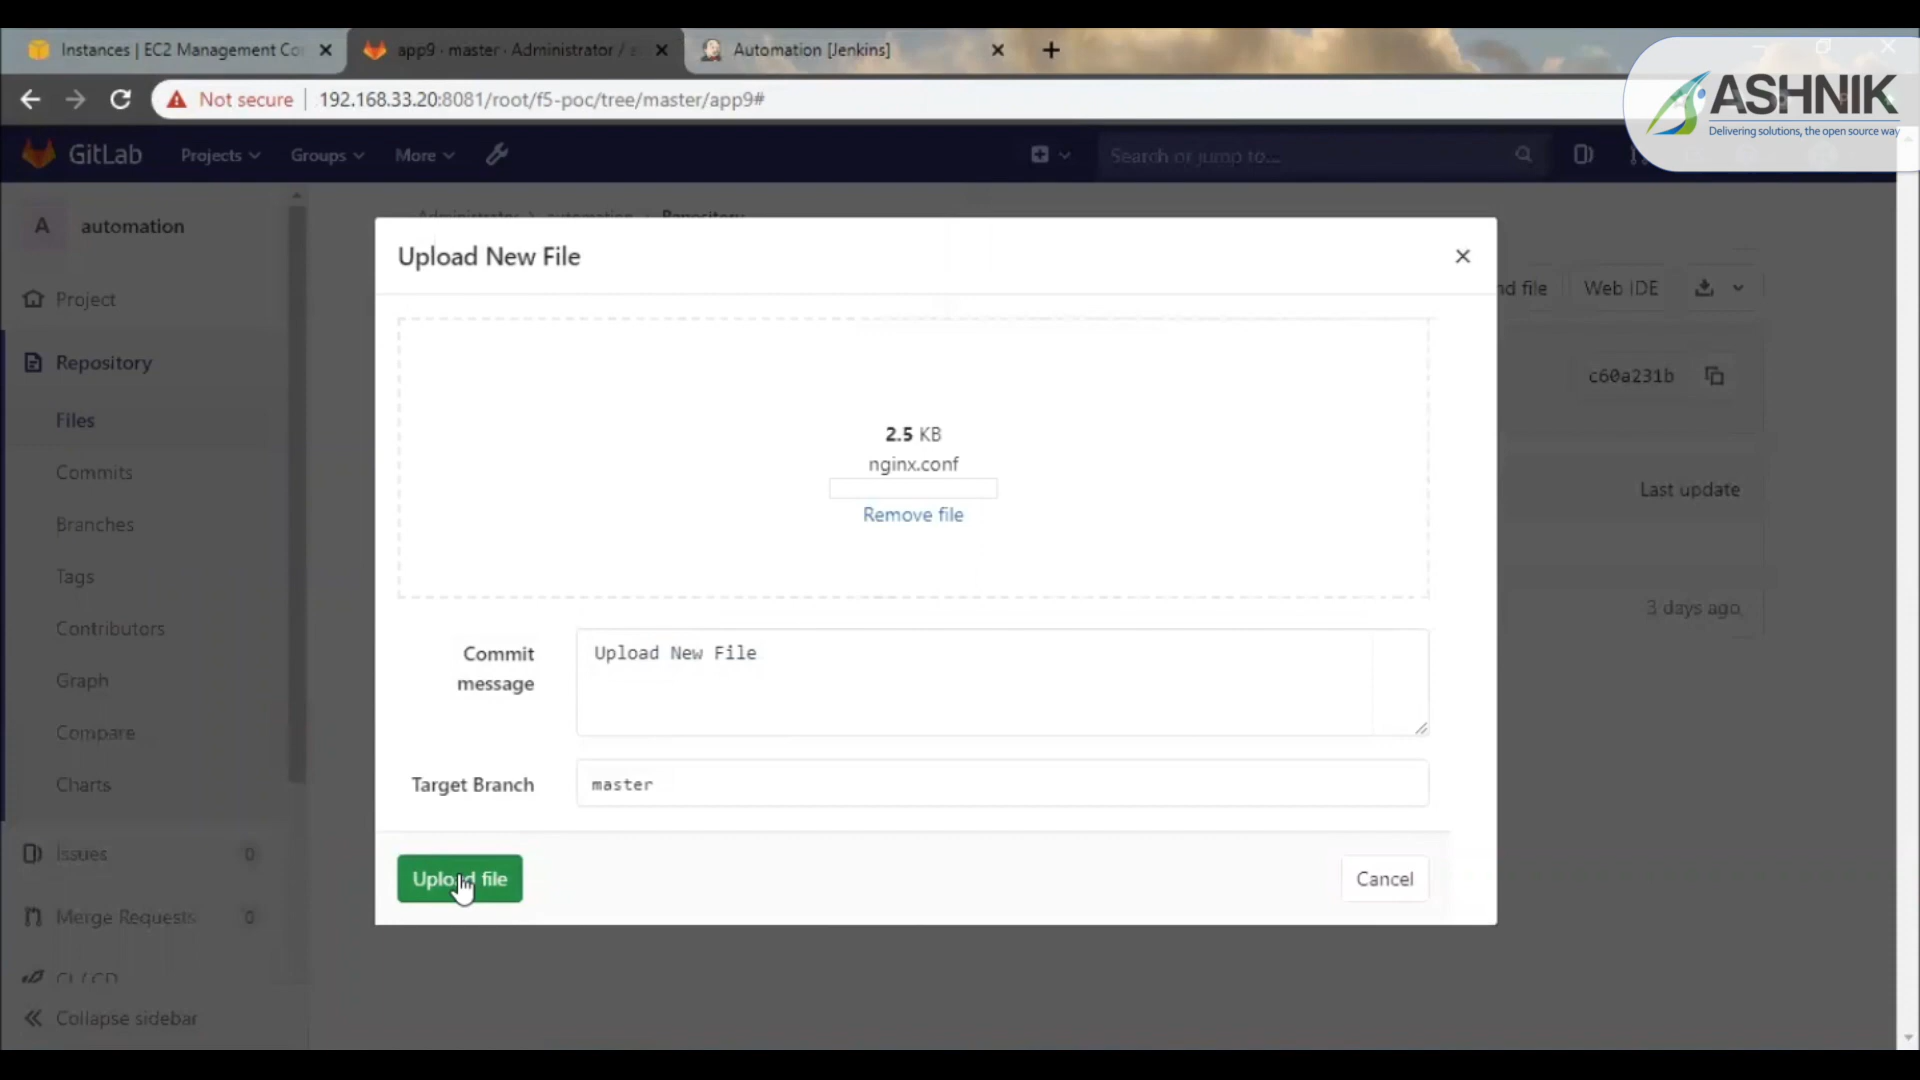 Instances | EC2 Management Co
app9 · master · Administrator / a
Automation [Jenkins]
Not secure
192.168.33.20:8081/root/f5-poc/tree/master/app9#
ASHNIK
Delivering solutions, the open source way
GitLab
Projects
Groups
More
Search or jump to...
A
automation
Project
Repository
Files
Commits
Branches
Tags
Contributors
Graph
Compare
Charts
Issues
0
Merge Requests
0
CI / CD
Collapse sidebar
Administrator
automation
Repository
nd file
Web IDE
c60a231b
Last update
3 days ago
Upload New File
2.5 KB
nginx.conf
Remove file
Commit
message
Upload New File
Target Branch
master
Upload file
Cancel